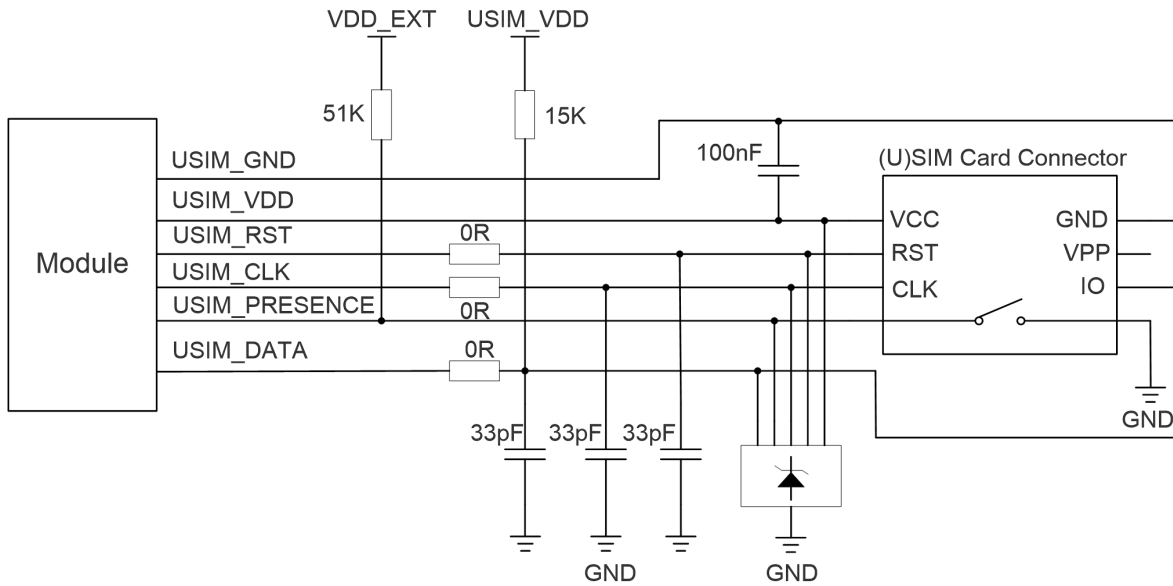 VDD_EXT
USIM_VDD
51K
15K
100nF
(U)SIM Card Connector
Module
USIM_GND
USIM_VDD
USIM_RST
0R
USIM_CLK
USIM_PRESENCE
0R
USIM_DATA
0R
VCC
GND
RST
VPP
CLK
IO
GND
33pF
33pF
33pF
GND
GND